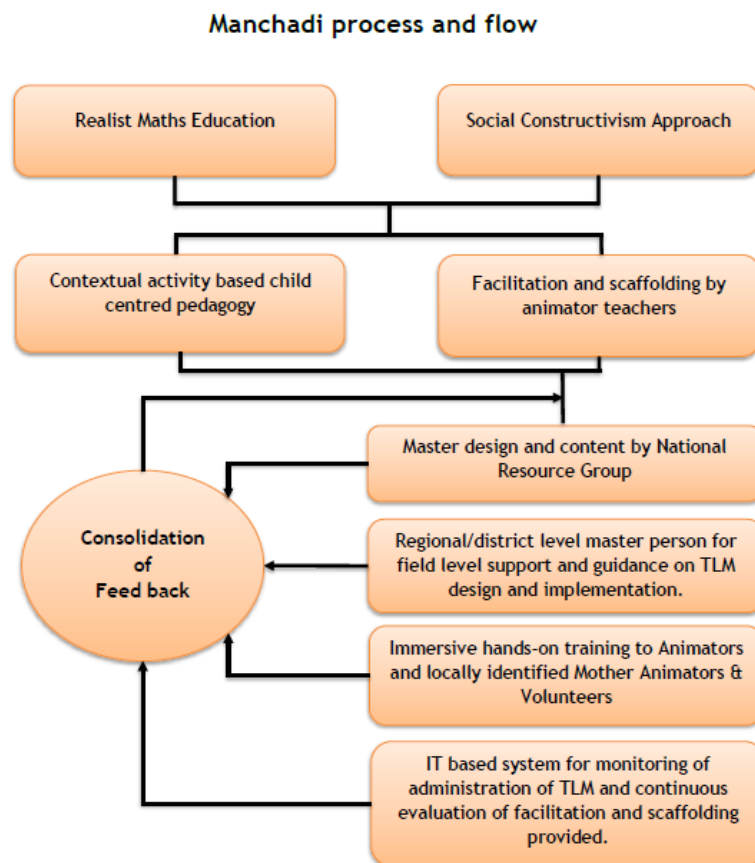 Manchadi process and flow
Realist Maths Education
Social Constructivism Approach
Contextual activity based child
centred pedagogy
Facilitation and scaffolding by
animator teachers
Master design and content by National
Resource Group
Consolidation
of
Feed back
Regional/district level master person for
field level support and guidance on TLM
design and implementation.
Immersive hands-on training to Animators
and locally identified Mother Animators &
Volunteers
IT based system for monitoring of
administration of TLM and continuous
evaluation of facilitation and scaffolding
provided.